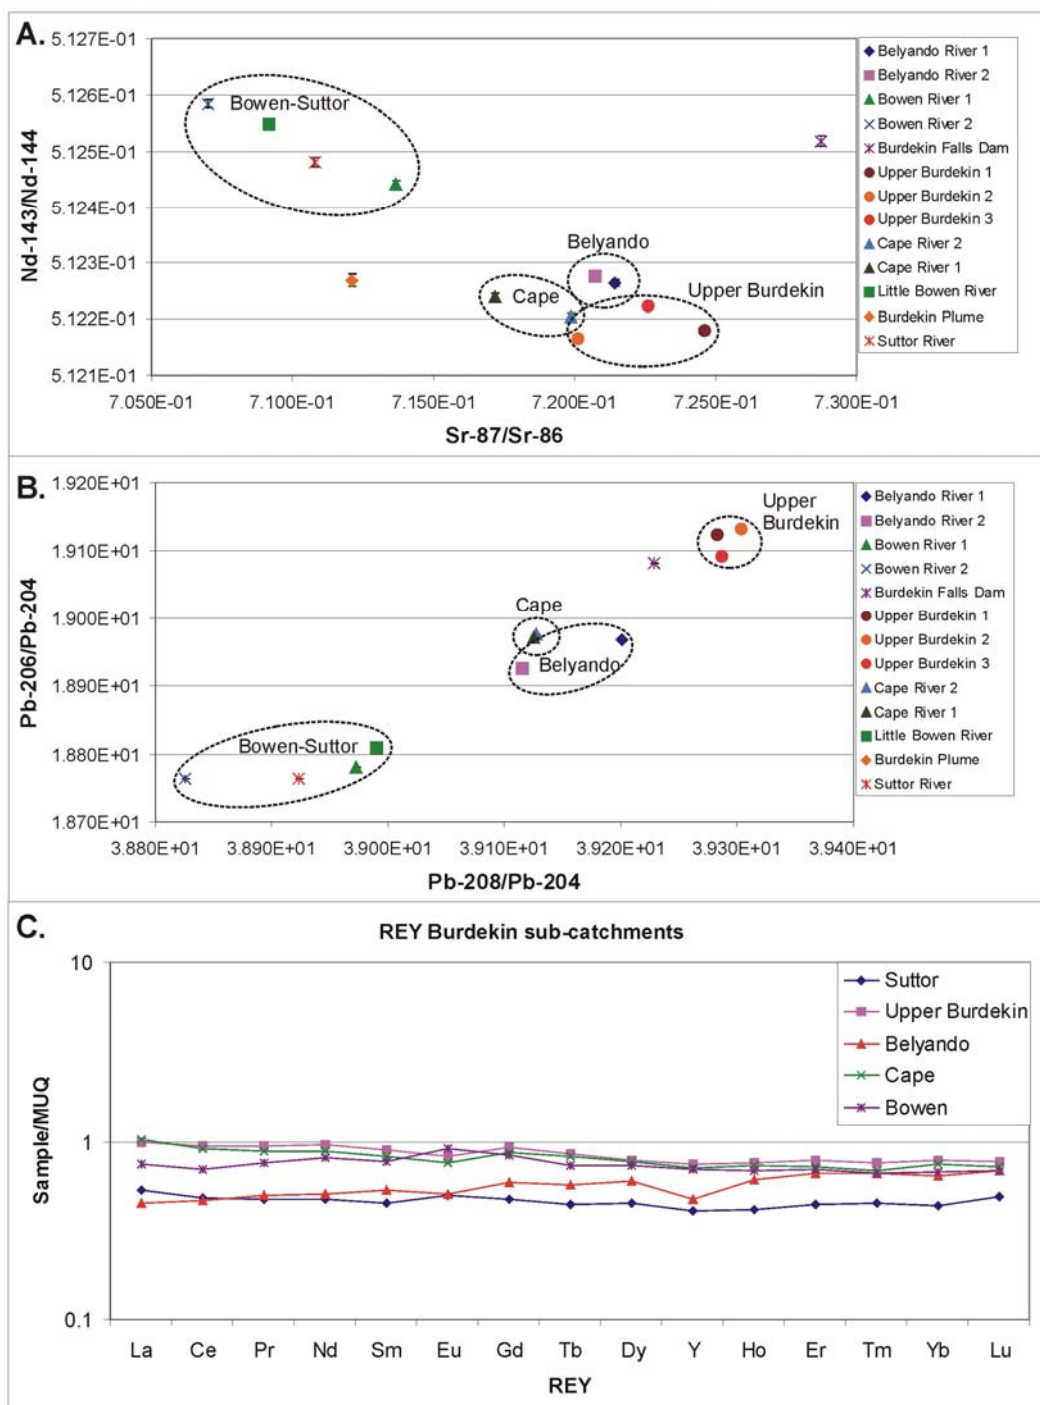 A.
5.127E-01
5.126E-01
5.125E-01
5.124E-01
5.123E-01
5.122E-01
5.121E-01
Nd-143/Nd-144
Bowen-Suttor
Belyando
Cape
Upper Burdekin
7.050E-01 7.100E-01 7.150E-01 7.200E-01 7.250E-01 7.300E-01
Sr-87/Sr-86
Belyando River 1
Belyando River 2
Bowen River 1
Bowen River 2
Burdekin Falls Dam
Upper Burdekin 1
Upper Burdekin 2
Upper Burdekin 3
Cape River 2
Cape River 1
Little Bowen River
Burdekin Plume
Suttor River
B.
1.920E+01
1.910E+01
1.900E+01
1.890E+01
1.880E+01
1.870E+01
Pb-206/Pb-204
Upper
Burdekin
Cape
Belyando
Bowen-Suttor
3.880E+01 3.890E+01 3.900E+01 3.910E+01 3.920E+01 3.930E+01 3.940E+01
Pb-208/Pb-204
Belyando River 1
Belyando River 2
Bowen River 1
Bowen River 2
Burdekin Falls Dam
Upper Burdekin 1
Upper Burdekin 2
Upper Burdekin 3
Cape River 2
Cape River 1
Little Bowen River
Burdekin Plume
Suttor River
C.
REY Burdekin sub-catchments
10
1
0.1
Sample/MUQ
Suttor
Upper Burdekin
Belyando
Cape
Bowen
La Ce Pr Nd Sm Eu Gd Tb Dy Y Ho Er Tm Yb Lu
REY